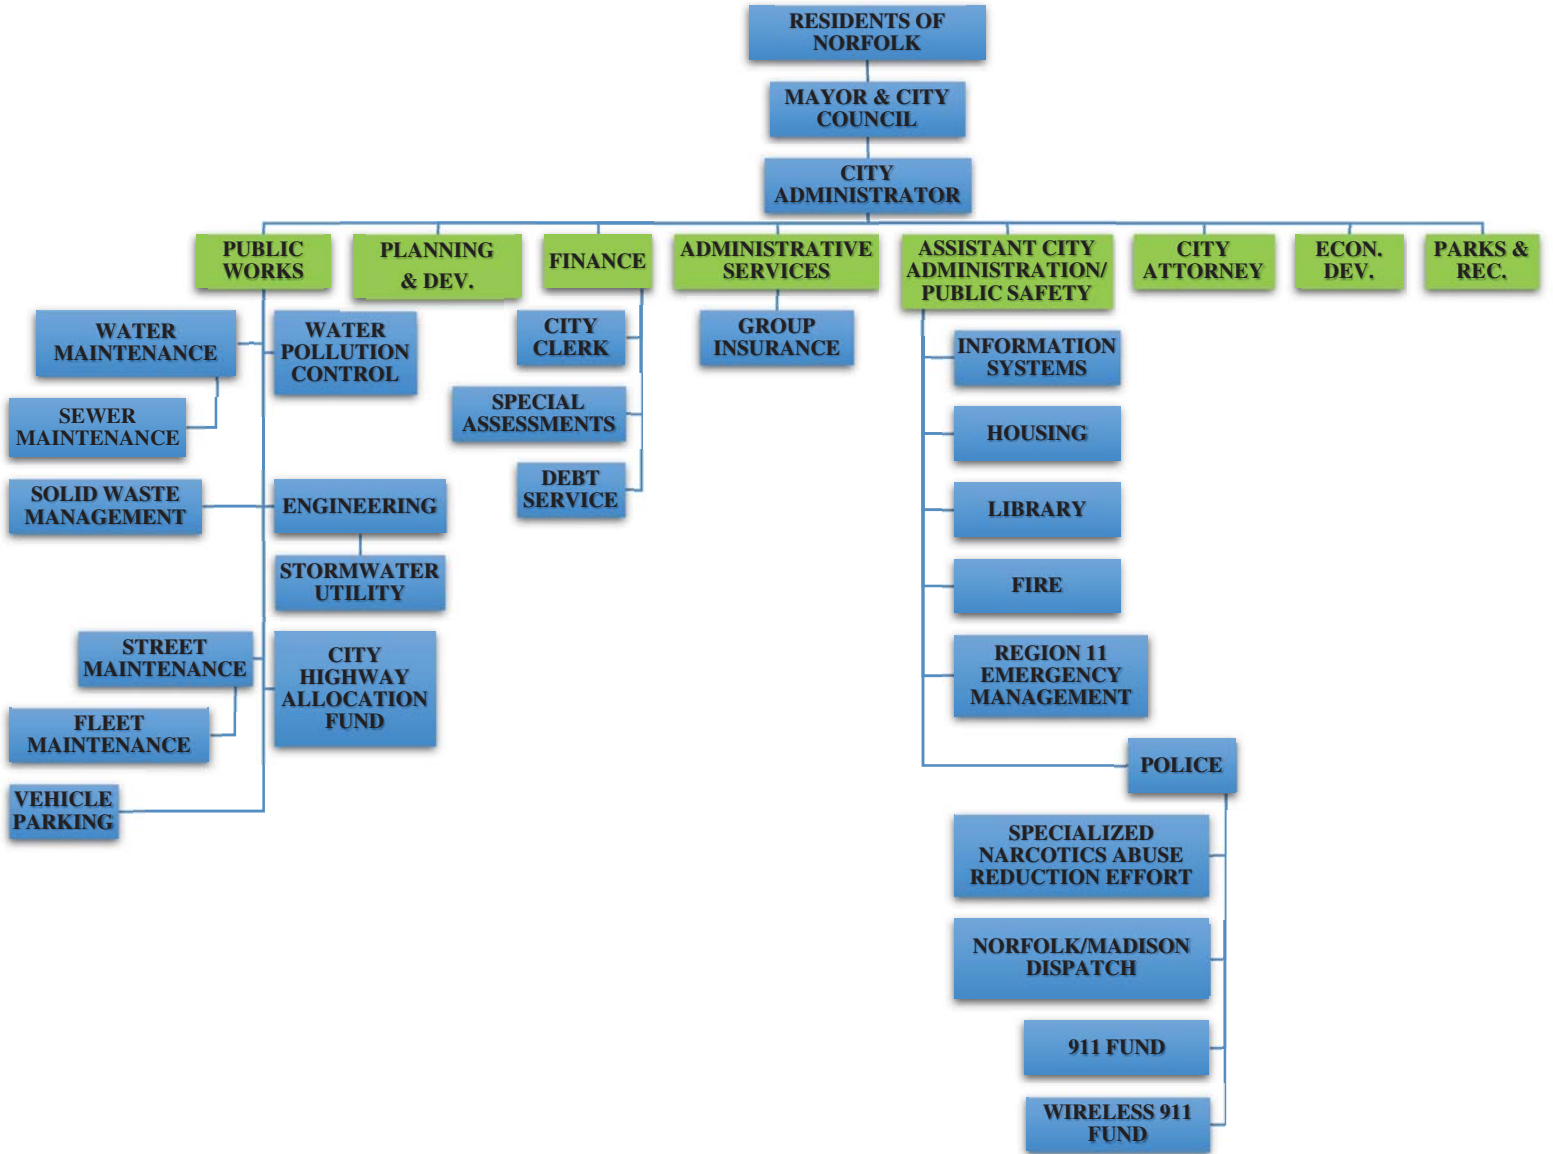 RESIDENTS OF
NORFOLK
MAYOR & CITY
COUNCIL
CITY
ADMINISTRATOR
PUBLIC
WORKS
PLANNING
& DEV.
FINANCE
ADMINISTRATIVE
SERVICES
ASSISTANT CITY
ADMINISTRATION/
PUBLIC SAFETY
CITY
ATTORNEY
ECON.
DEV.
PARKS &
REC.
WATER
MAINTENANCE
WATER
POLLUTION
CONTROL
SEWER
MAINTENANCE
SOLID WASTE
MANAGEMENT
ENGINEERING
STORMWATER
UTILITY
STREET
MAINTENANCE
CITY
HIGHWAY
ALLOCATION
FUND
FLEET
MAINTENANCE
VEHICLE
PARKING
CITY
CLERK
SPECIAL
ASSESSMENTS
DEBT
SERVICE
GROUP
INSURANCE
INFORMATION
SYSTEMS
HOUSING
LIBRARY
FIRE
REGION 11
EMERGENCY
MANAGEMENT
POLICE
SPECIALIZED
NARCOTICS ABUSE
REDUCTION EFFORT
NORFOLK/MADISON
DISPATCH
911 FUND
WIRELESS 911
FUND